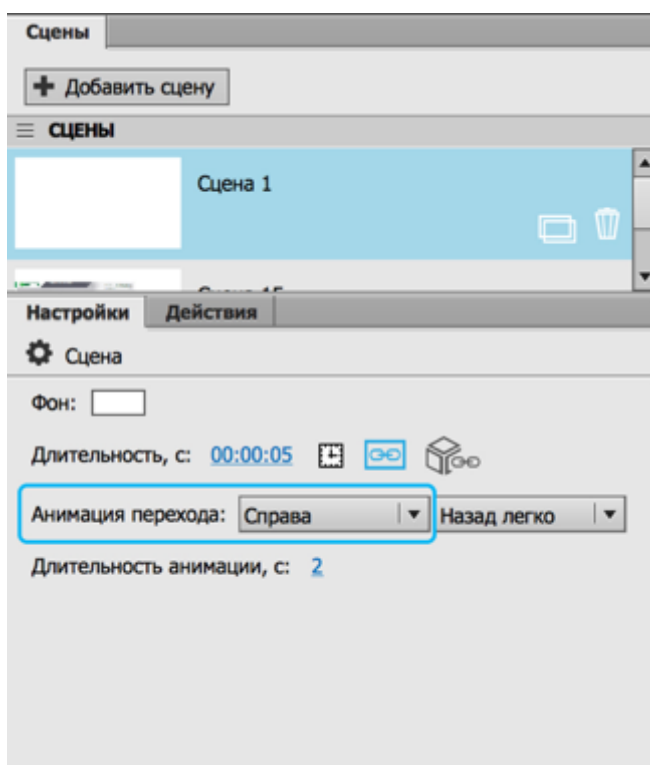 Сцены
Добавить сцену
СЦЕНЫ
Сцена 1
Настройки Действия
Сцена
Фон:
Длительность, с: 00:00:05
Анимация перехода: Справа Назад легко
Длительность анимации, с: 2